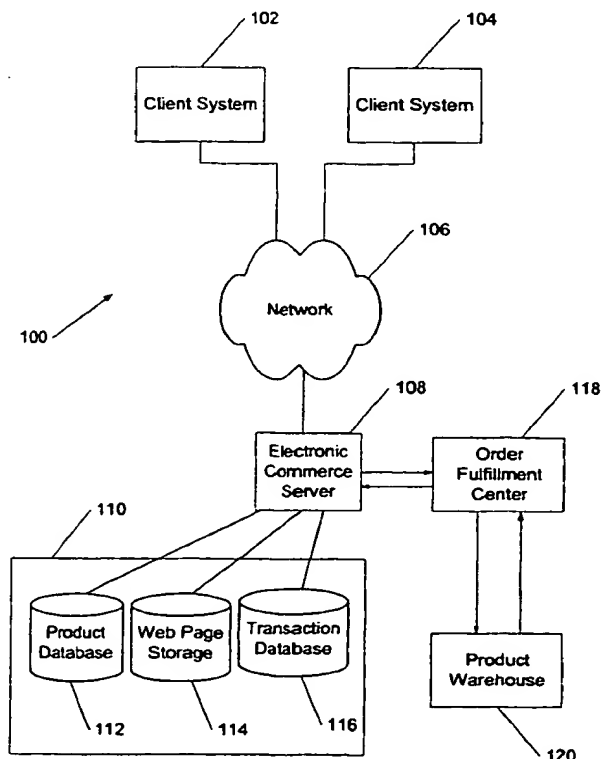 102
104
Client System
Client System
106
Network
100
108
118
Electronic
Commerce
Server
Order
Fulfillment
Center
110
Product
Database
Web Page
Storage
Transaction
Database
Product
Warehouse
112
114
116
120